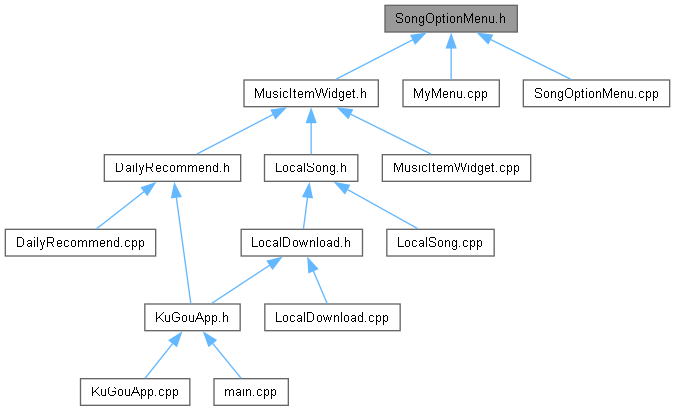 SongOptionMenu.h
MusicItemWidget.h
MyMenu.cpp
SongOptionMenu.cpp
DailyRecommend.h
LocalSong.h
MusicItemWidget.cpp
DailyRecommend.cpp
LocalDownload.h
LocalSong.cpp
KuGouApp.h
LocalDownload.cpp
KuGouApp.cpp
main.cpp